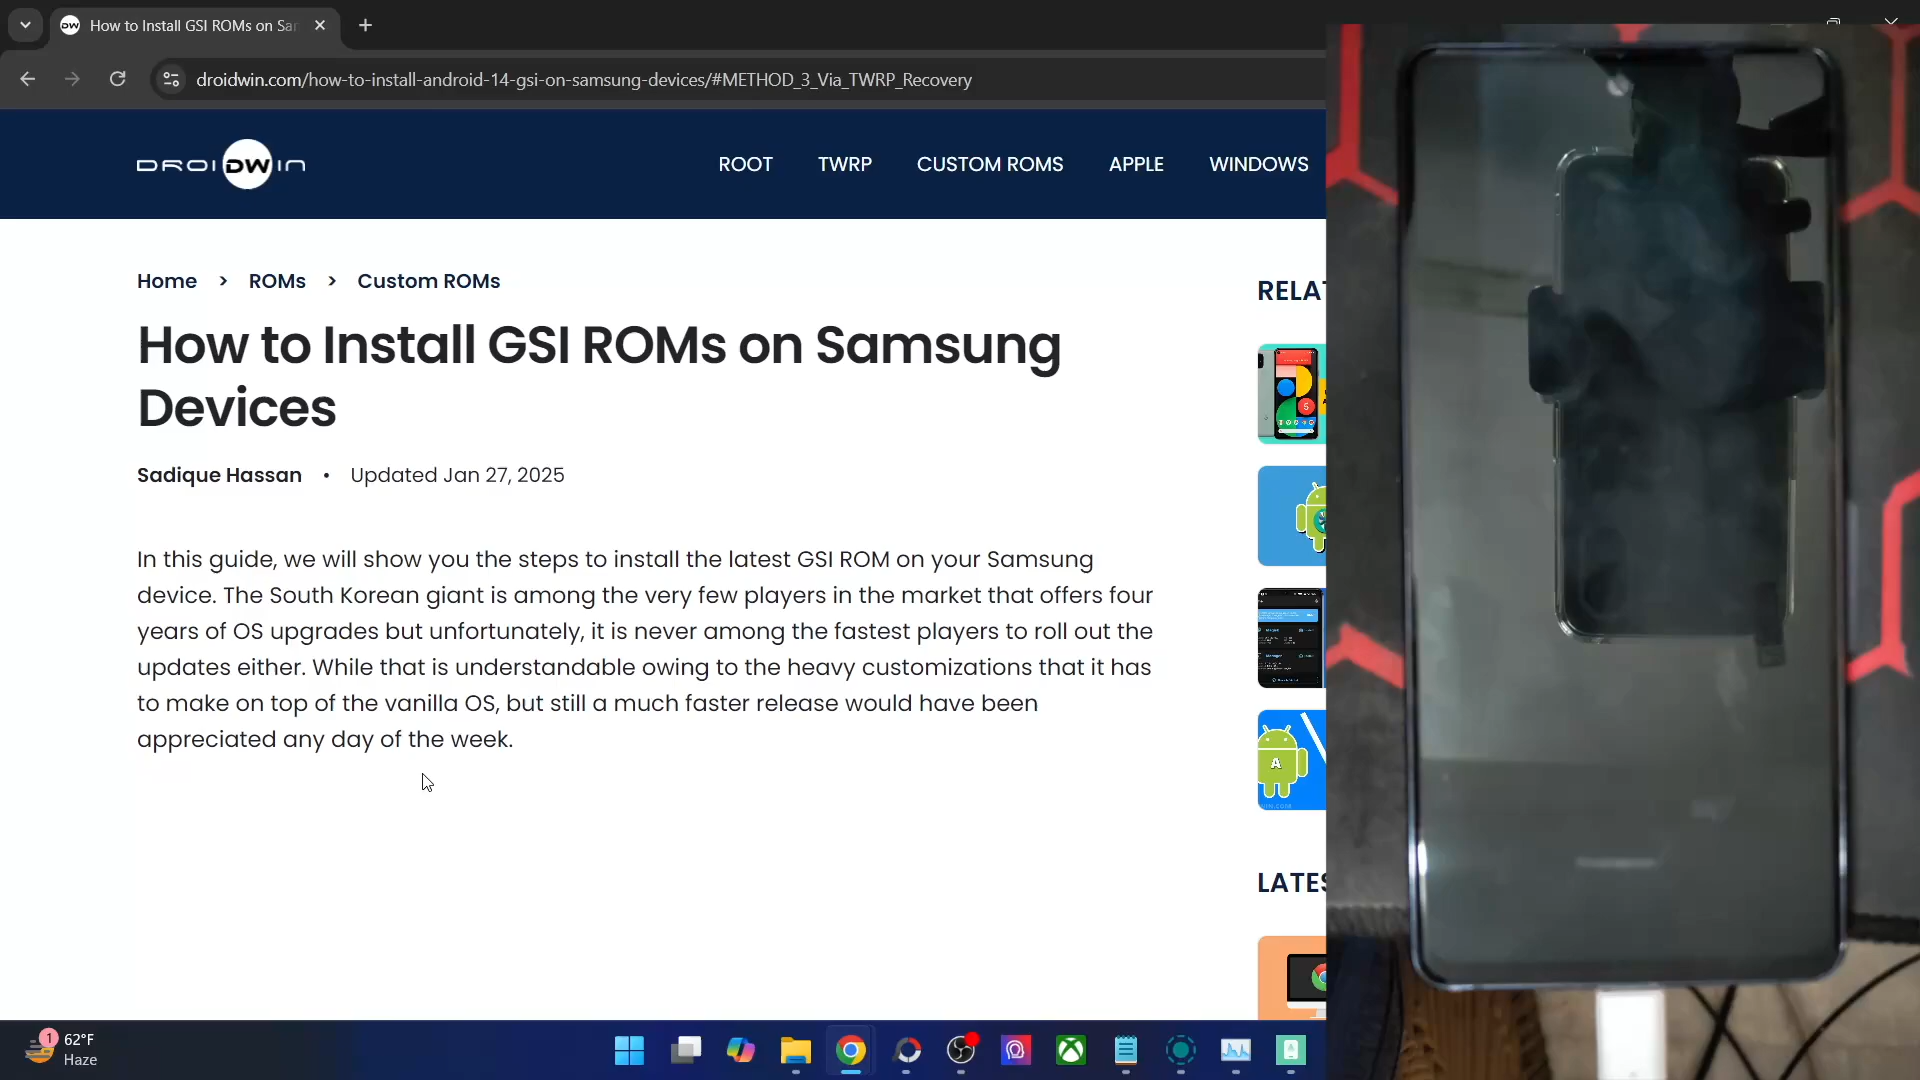 DW How to Install GSI ROMs on Sar
droidwin.com/how-to-install-android-14-gsi-on-samsung-devices/#METHOD_3_Via_TWRP_Recovery
DROIDWIN
ROOT TWRP CUSTOM ROMS APPLE WINDOWS
Home > ROMs > Custom ROMs
How to Install GSI ROMs on Samsung
Devices
Sadique Hassan • Updated Jan 27, 2025
In this guide, we will show you the steps to install the latest GSI ROM on your Samsung
device. The South Korean giant is among the very few players in the market that offers four
years of OS upgrades but unfortunately, it is never among the fastest players to roll out the
updates either. While that is understandable owing to the heavy customizations that it has
to make on top of the vanilla OS, but still a much faster release would have been
appreciated any day of the week.
RELAT
5
A
LATES
1
62°F
Haze